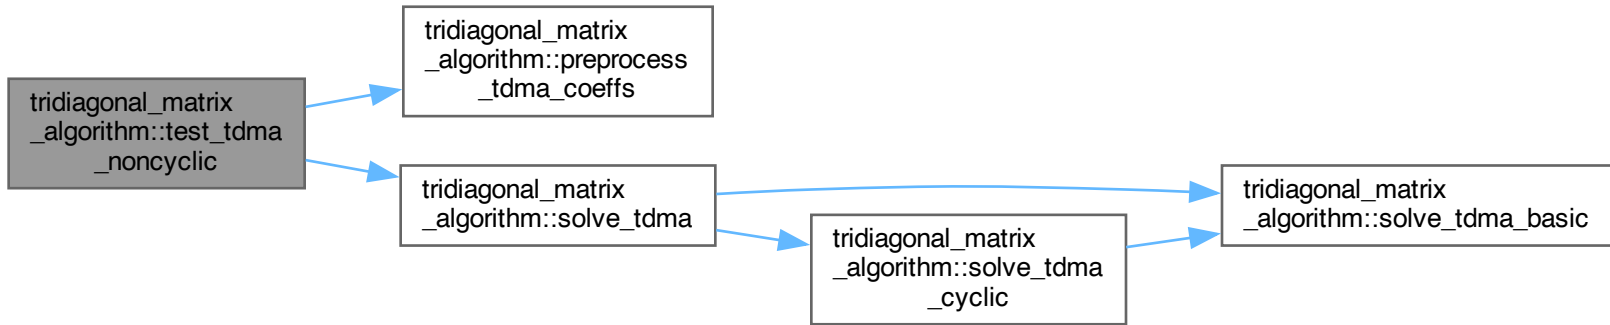 tridiagonal_matrix
_algorithm::test_tdma
_noncyclic
tridiagonal_matrix
_algorithm::preprocess
_tdma_coeffs
tridiagonal_matrix
_algorithm::solve_tdma
tridiagonal_matrix
_algorithm::solve_tdma
_cyclic
tridiagonal_matrix
_algorithm::solve_tdma_basic